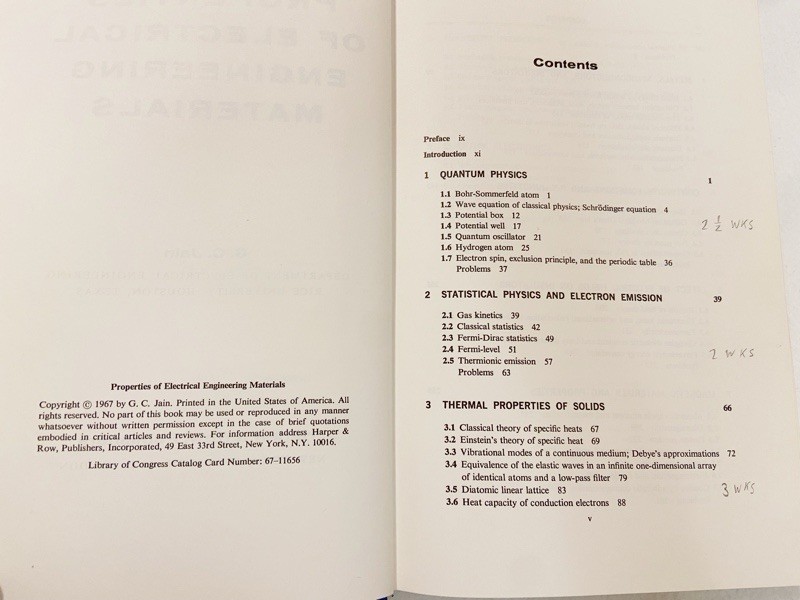 Properties of Electrical Engineering Materials
Copyright © 1967 by G. C. Jain. Printed in the United States of America. All
rights reserved. No part of this book may be used or reproduced in any manner
whatsoever without written permission except in the case of brief quotations
embodied in critical articles and reviews. For information address Harper &
Row, Publishers, Incorporated, 49 East 33rd Street, New York, N.Y. 10016.
Library of Congress Catalog Card Number: 67-11656
Contents
Preface ix
Introduction xi
1 QUANTUM PHYSICS 1
1.1 Bohr-Sommerfeld atom 1
1.2 Wave equation of classical physics; Schrödinger equation 4
1.3 Potential box 12
1.4 Potential well 17
2 1/2 WKS
1.5 Quantum oscillator 21
1.6 Hydrogen atom 25
1.7 Electron spin, exclusion principle, and the periodic table 36
Problems 37
2 STATISTICAL PHYSICS AND ELECTRON EMISSION 39
2.1 Gas kinetics 39
2.2 Classical statistics 42
2.3 Fermi-Dirac statistics 49
2.4 Fermi-level 51
WKS
2.5 Thermionic emission 57
Problems 63
3 THERMAL PROPERTIES OF SOLIDS 66
3.1 Classical theory of specific heats 67
3.2 Einstein's theory of specific heat 69
3.3 Vibrational modes of a continuous medium; Debye's approximations 72
3.4 Equivalence of the elastic waves in an infinite one-dimensional array
of identical atoms and a low-pass filter 79
3.5 Diatomic linear lattice 83
3 WKS
3.6 Heat capacity of conduction electrons 88
v